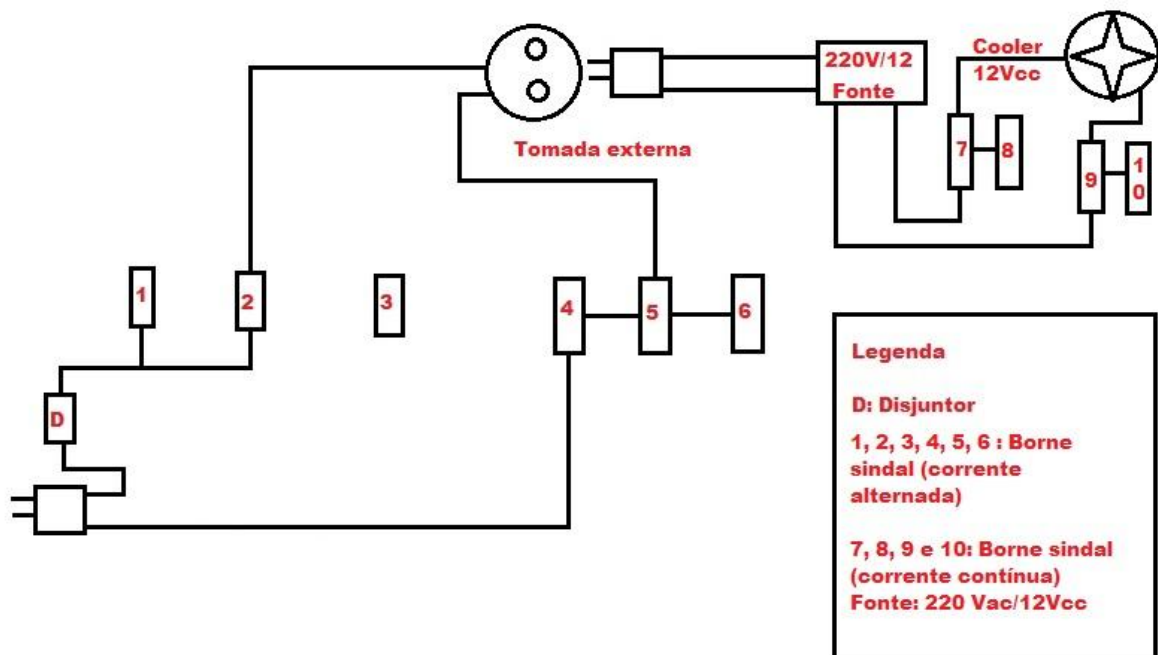 220V/12
Fonte
Cooler
12Vcc
Tomada externa
7
8
9
10
1
2
3
4
5
6
D
Legenda
D: Disjuntor
1, 2, 3, 4, 5, 6 : Borne
sindal (corrente
alternada)
7, 8, 9 e 10: Borne sindal
(corrente contínua)
Fonte: 220 Vac/12Vcc